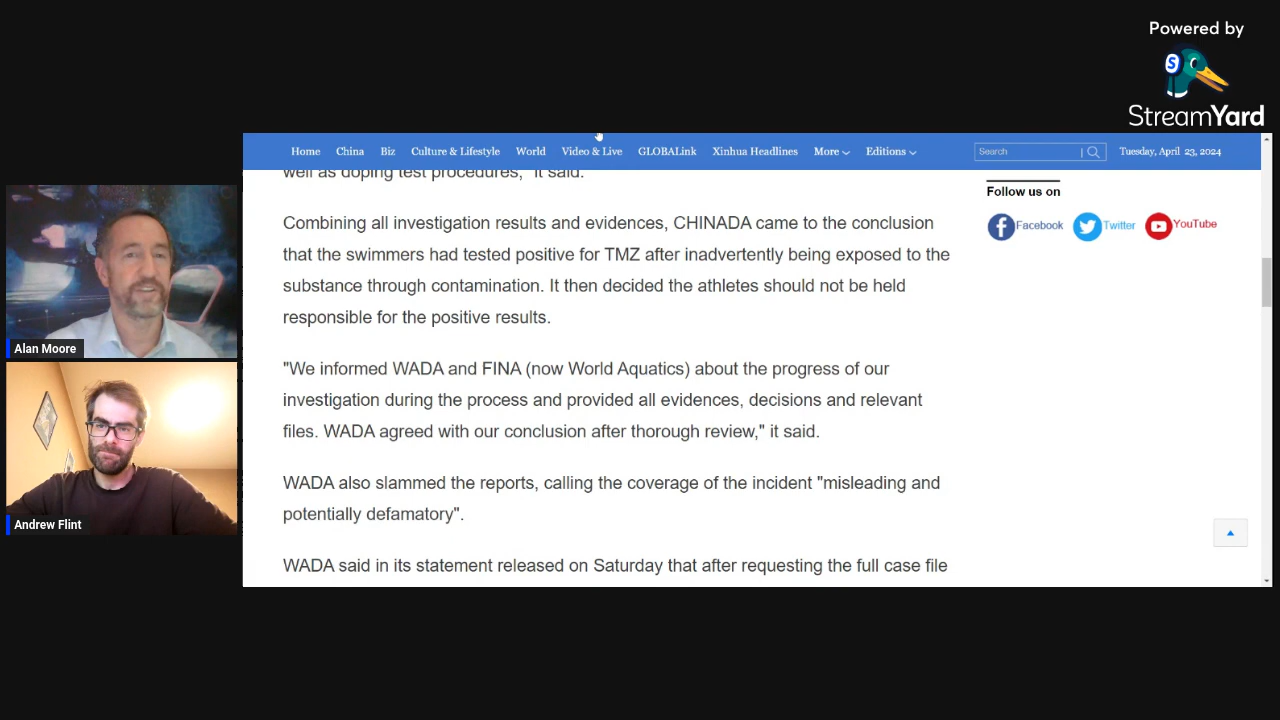 Powered by
StreamYard
Home China Biz Culture & Lifestyle World Video & Live GLOBALink Xinhua Headlines More Editions Search Tuesday, April 23, 2024
well as doping test procedures," it said.
Combining all investigation results and evidences, CHINADA came to the conclusion
that the swimmers had tested positive for TMZ after inadvertently being exposed to the
substance through contamination. It then decided the athletes should not be held
responsible for the positive results.
"We informed WADA and FINA (now World Aquatics) about the progress of our
investigation during the process and provided all evidences, decisions and relevant
files. WADA agreed with our conclusion after thorough review," it said.
WADA also slammed the reports, calling the coverage of the incident "misleading and
potentially defamatory".
WADA said in its statement released on Saturday that after requesting the full case file
Follow us on
Facebook Twitter YouTube
Alan Moore
Andrew Flint